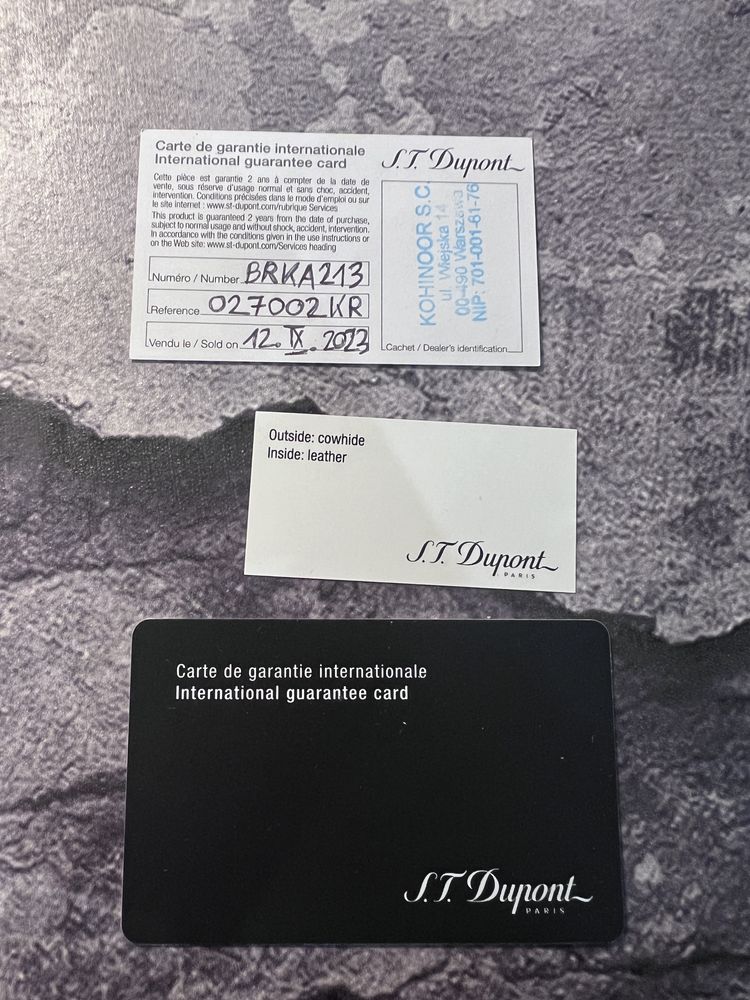 Carte de garantie internationale
International guarantee card
S.T. Dupont
Cette pièce est garantie 2 ans à compter de la date de
vente, sous réserve d'usage normal et sans choc, accident,
intervention. Conditions précisées dans le mode d'emploi ou sur
le site Internet : www.st-dupont.com/rubrique Services
This product is guaranteed 2 years from the date of purchase,
subject to normal usage and without shock, accident, intervention.
In accordance with the conditions given in the use instructions or
on the Web site: www.st-dupont.com/Services heading
Numéro / Number BRKA213
Reference 027002KR
Vendu le / Sold on 12. IX. 2023
KOHINOOR S.C.
ul. Wiejska 14
00-490 Warszawa
NIP: 701-001-61-76
Cachet / Dealer's identification
Outside: cowhide
Inside: leather
S.T. Dupont
PARIS
Carte de garantie internationale
International guarantee card
S.T. Dupont
PARIS